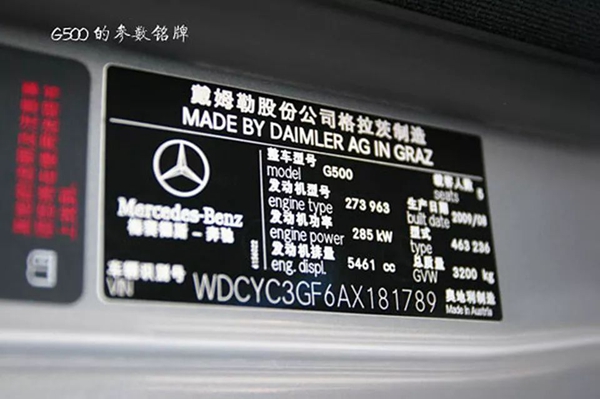 G500的参数铭牌
戴姆勒股份公司格拉茨制造
MADE BY DAIMLER AG IN GRAZ
整车型号
model G500
载客人数
seats 5
发动机型号
engine type 273 963
生产日期
built date 2009/09
发动机功率
engine power 285 kW
型式
type 463 236
发动机排量
eng. displ. 5461 cc
总质量
GVW 3200 kg
Mercedes-Benz
梅赛德斯-奔驰
车辆识别号
VIN WDCYC3GF6AX181789
奥地利制造
Made in Austria